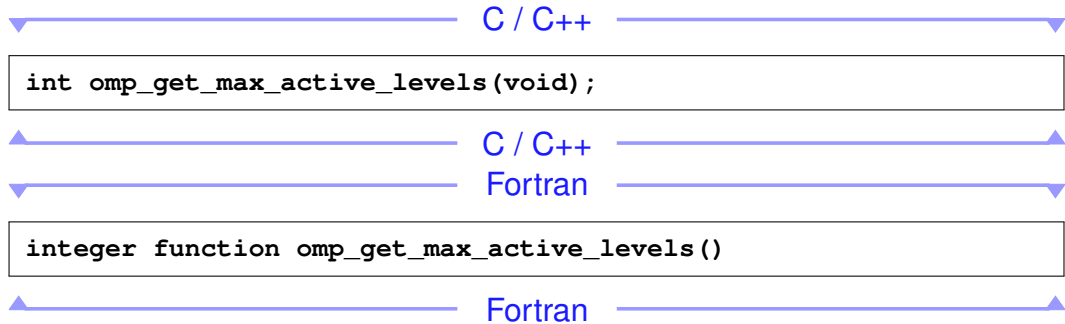 C / C++
int omp_get_max_active_levels(void);
C / C++
Fortran
integer function omp_get_max_active_levels()
Fortran